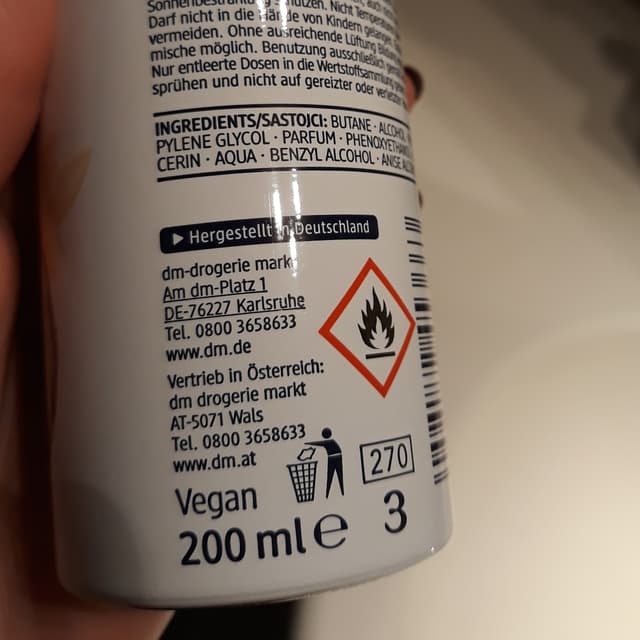 Sonnenbestrahlung schützen. Nicht Temperaturen
Darf nicht in die Hände von Kindern gelangen.
vermeiden. Ohne ausreichende Lüftung
mische möglich. Benutzung ausschließlich
Nur entleerte Dosen in die Wertstoffsammlung
sprühen und nicht auf gereizter oder verletzter
INGREDIENTS/SASTOJCI: BUTANE · ALCOHOL
PYLENE GLYCOL · PARFUM · PHENOXYETHANOL
CERIN · AQUA · BENZYL ALCOHOL · ANISE
Hergestellt in Deutschland
dm-drogerie markt
Am dm-Platz 1
DE-76227 Karlsruhe
Tel. 0800 3658633
www.dm.de
Vertrieb in Österreich:
dm drogerie markt
AT-5071 Wals
Tel. 0800 3658633
www.dm.at
270
Vegan
3
200 ml e